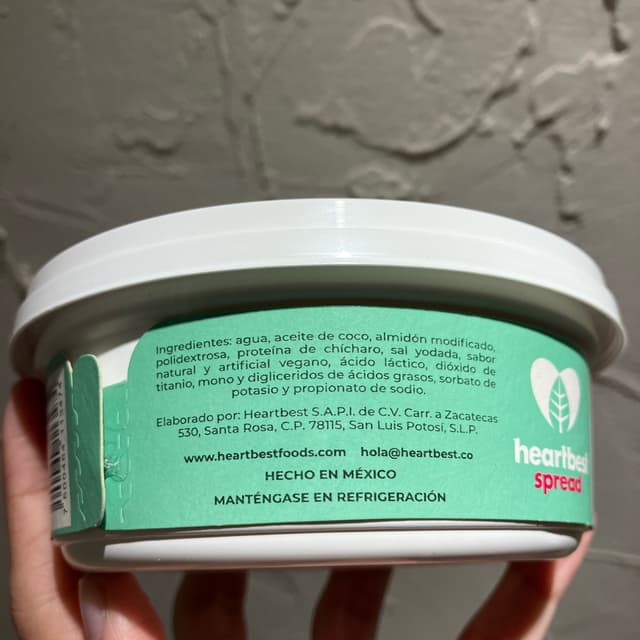 Ingredientes: agua, aceite de coco, almidón modificado,
polidextrosa, proteína de chícharo, sal yodada, sabor
natural y artificial vegano, ácido láctico, dióxido de
titanio, mono y digliceridos de ácidos grasos, sorbato de
potasio y propionato de sodio.
Elaborado por: Heartbest S.A.P.I. de C.V. Carr. a Zacatecas
530, Santa Rosa, C.P. 78115, San Luis Potosí, S.L.P.
www.heartbestfoods.com hola@heartbest.co
HECHO EN MÉXICO
MANTÉNGASE EN REFRIGERACIÓN
heartbest
spread